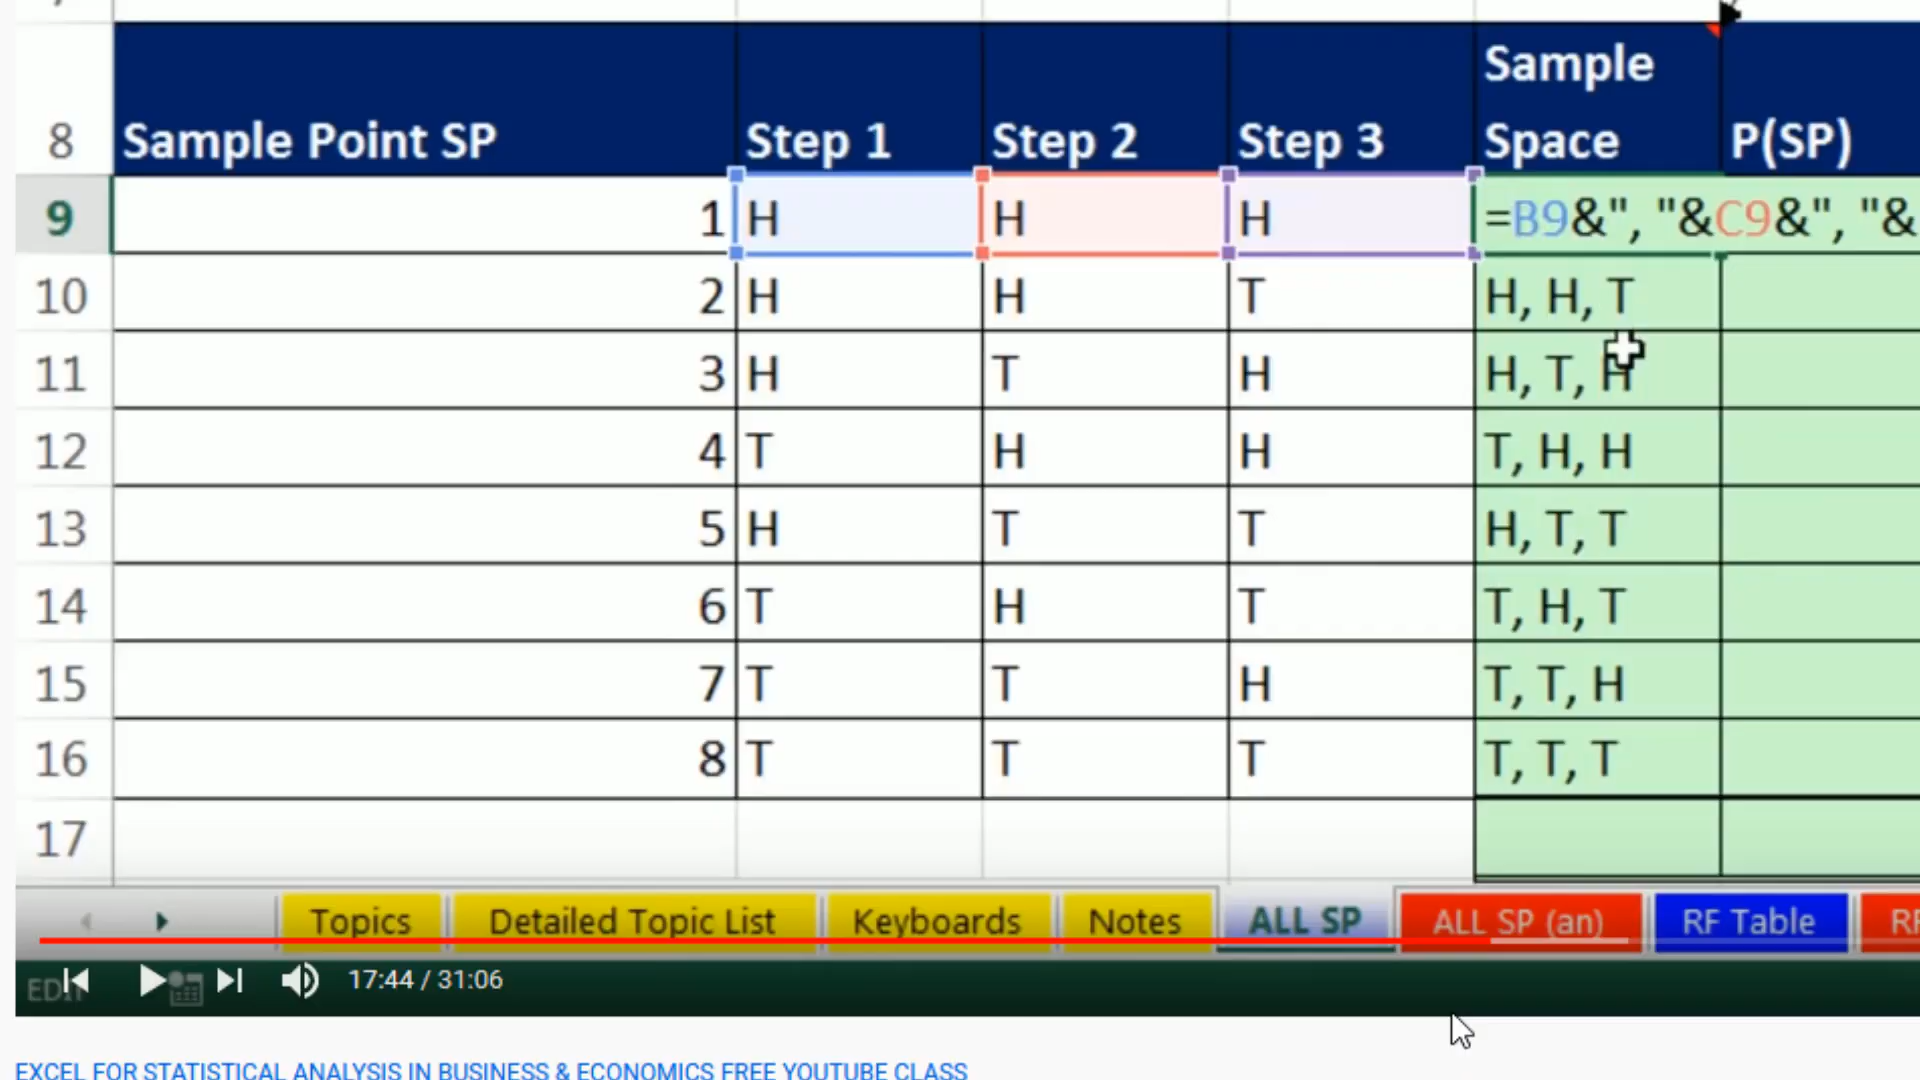 Sample
8 Sample Point SP Step 1 Step 2 Step 3 Space P(SP)
9 1 H H H =B9&", "&C9&", "&
10 2 H H T H, H, T
11 3 H T H H, T, H
12 4 T H H T, H, H
13 5 H T T H, T, T
14 6 T H T T, H, T
15 7 T T H T, T, H
16 8 T T T T, T, T
17
Topics Detailed Topic List Keyboards Notes ALL SP ALL SP (an) RF Table
EDIT 17:44 / 31:06
EXCEL FOR STATISTICAL ANALYSIS IN BUSINESS & ECONOMICS FREE YOUTUBE CLASS